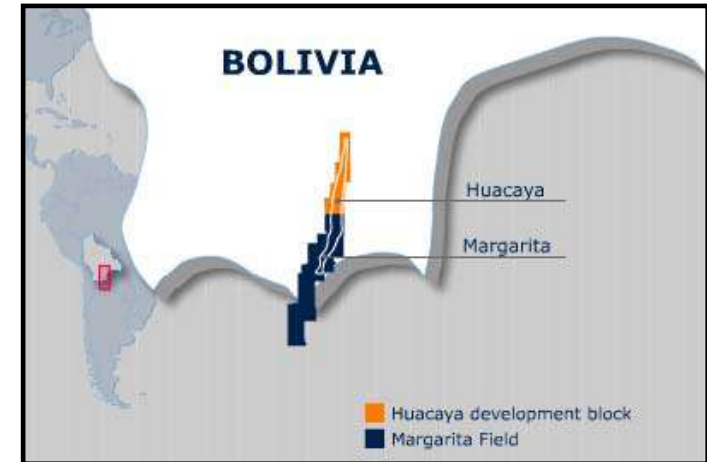 BOLIVIA
Huacaya
Margarita
Huacaya development block
Margarita Field